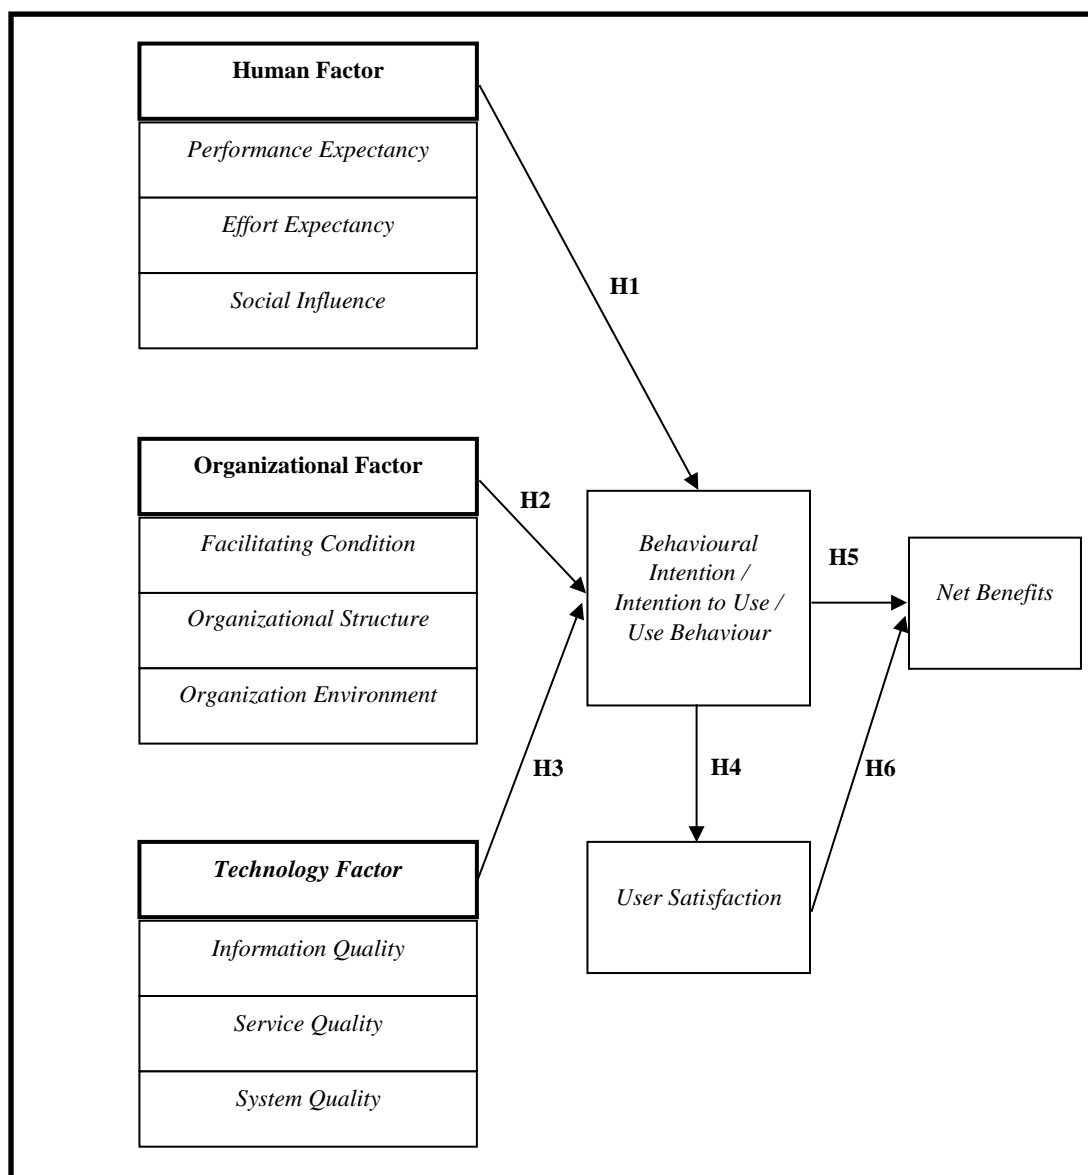 Human Factor
Performance Expectancy
Effort Expectancy
Social Influence
H1
Organizational Factor
Facilitating Condition
Organizational Structure
Organization Environment
H2
Behavioural
Intention /
Intention to Use /
Use Behaviour
H5
Net Benefits
H3
H4
H6
Technology Factor
Information Quality
Service Quality
System Quality
User Satisfaction